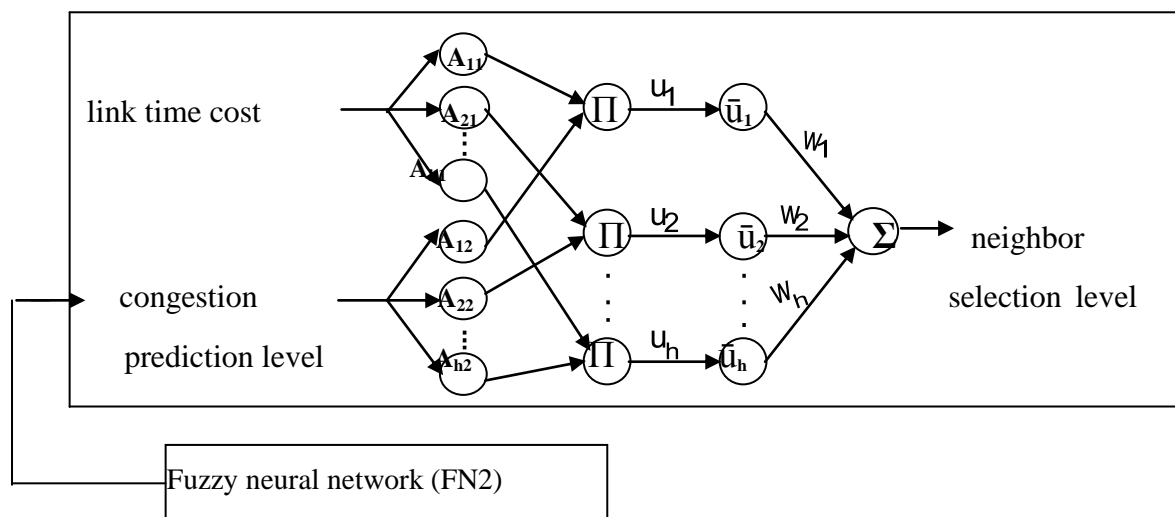 A11
link time cost
A21
∏ u1 ū1
w1
A12
∏ u2 ū2 w2 Σ neighbor
congestion
A22
wh selection level
prediction level
Ah2
∏ uh ūh
Fuzzy neural network (FN2)